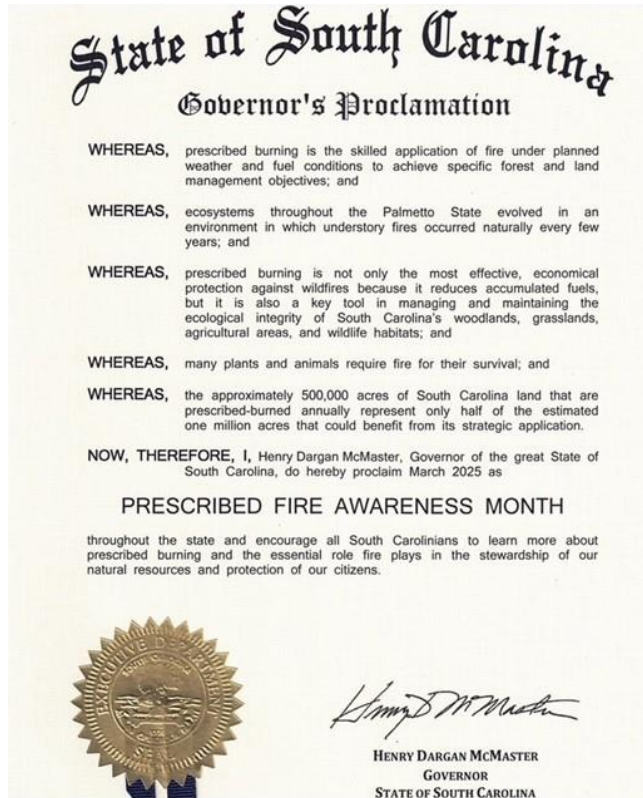 State of South Carolina
Governor's Proclamation
WHEREAS, prescribed burning is the skilled application of fire under planned
weather and fuel conditions to achieve specific forest and land
management objectives; and
WHEREAS, ecosystems throughout the Palmetto State evolved in an
environment in which understory fires occurred naturally every few
years; and
WHEREAS, prescribed burning is not only the most effective, economical
protection against wildfires because it reduces accumulated fuels,
but it is also a key tool in managing and maintaining the
ecological integrity of South Carolina's woodlands, grasslands,
agricultural areas, and wildlife habitats; and
WHEREAS, many plants and animals require fire for their survival; and
WHEREAS, the approximately 500,000 acres of South Carolina land that are
prescribed-burned annually represent only half of the estimated
one million acres that could benefit from its strategic application.
NOW, THEREFORE, I, Henry Dargan McMaster, Governor of the great State of
South Carolina, do hereby proclaim March 2025 as
PRESCRIBED FIRE AWARENESS MONTH
throughout the state and encourage all South Carolinians to learn more about
prescribed burning and the essential role fire plays in the stewardship of our
natural resources and protection of our citizens.
EXECUTIVE DEPARTMENT
Henry D McMaster
HENRY DARGAN MCMASTER
GOVERNOR
STATE OF SOUTH CAROLINA